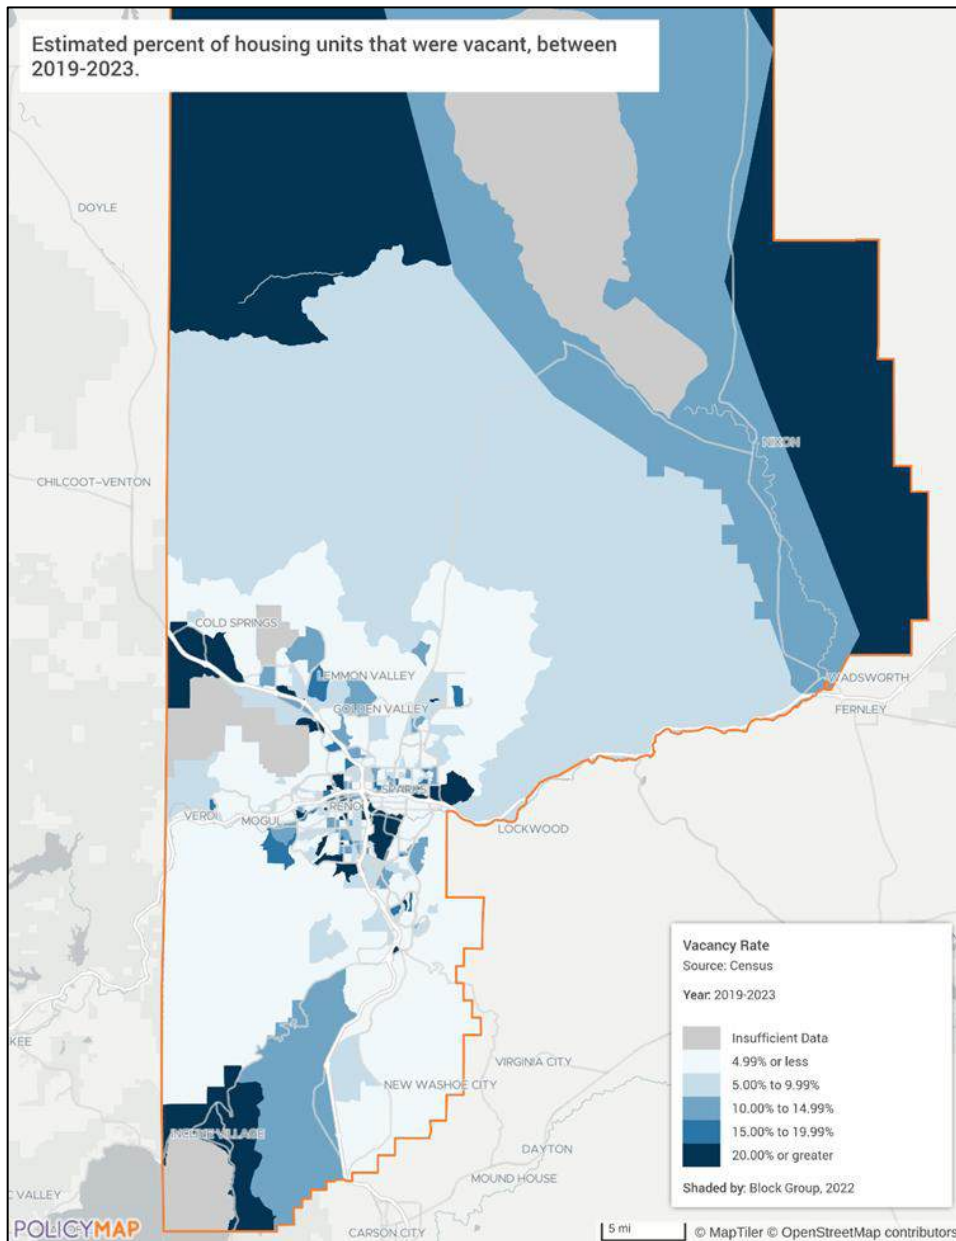 Estimated percent of housing units that were vacant, between
2019-2023.
DOYLE
CHILCOOT-VENTON
NIXON
COLD SPRINGS
LEMMON VALLEY
GOLDEN VALLEY
WADSWORTH
FERNLEY
SPARKS
RENO
VERDI
MOGUL
LOCKWOOD
Vacancy Rate
Source: Census
Year: 2019-2023
Insufficient Data
4.99% or less
5.00% to 9.99%
10.00% to 14.99%
15.00% to 19.99%
20.00% or greater
Shaded by: Block Group, 2022
KEE
VIRGINIA CITY
NEW WASHOE CITY
INCLINE VILLAGE
DAYTON
MOUND HOUSE
C VALLEY
CARSON CITY
POLICYMAP
5 mi
© MapTiler © OpenStreetMap contributors